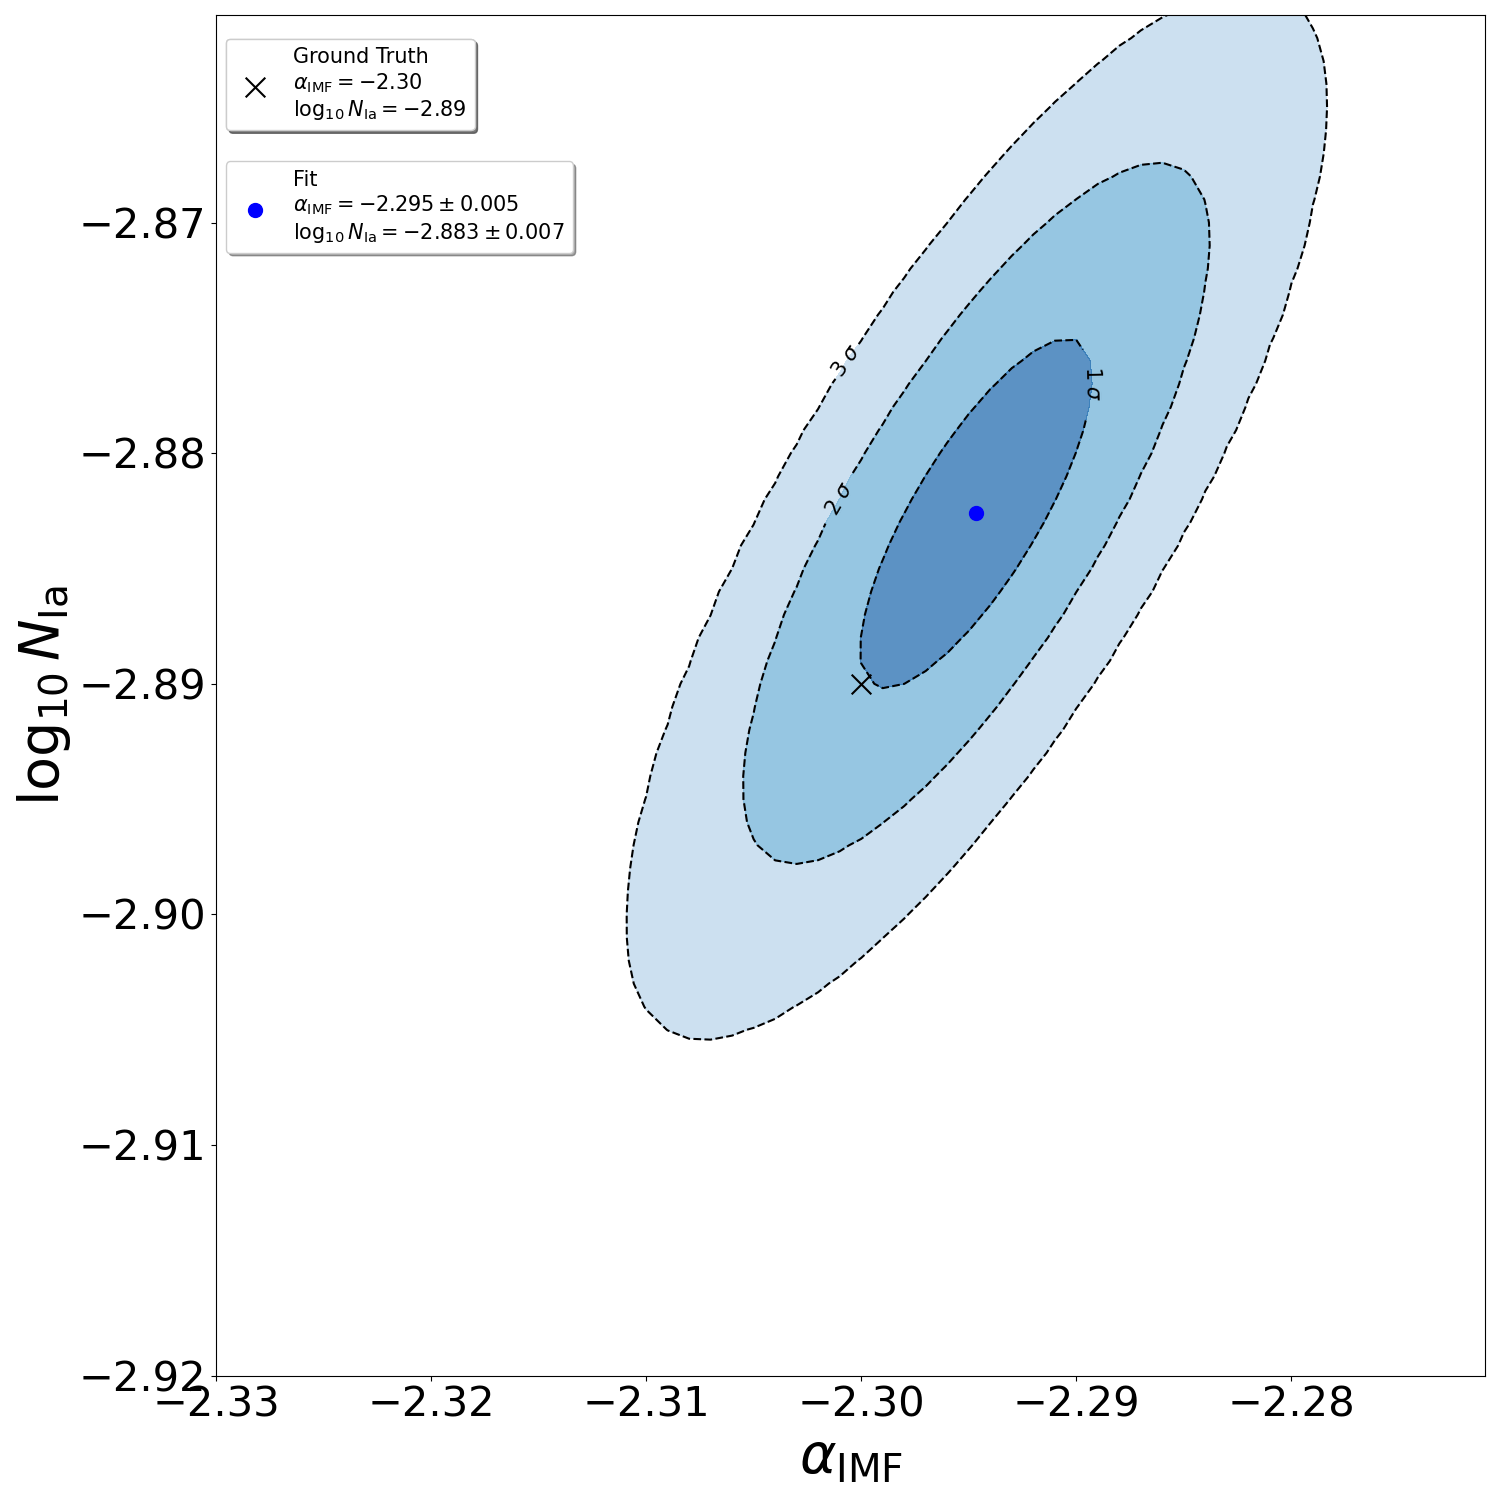 Ground Truth
α_IMF = −2.30
log₁₀ N_Ia = −2.89
Fit
α_IMF = −2.295 ± 0.005
log₁₀ N_Ia = −2.883 ± 0.007
−2.87
−2.88
−2.89
−2.90
−2.91
−2.92
log₁₀ N_Ia
3 σ
2 σ
1 σ
−2.33
−2.32
−2.31
−2.30
−2.29
−2.28
α_IMF